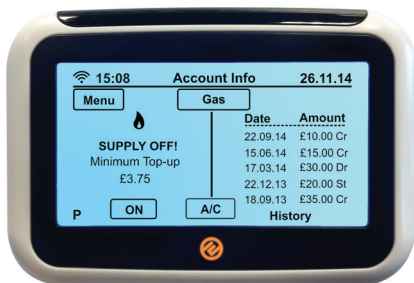 15:08 Account Info 26.11.14
Menu Gas
Date Amount
22.09.14 £10.00 Cr
SUPPLY OFF!
15.06.14 £15.00 Cr
Minimum Top-up
17.03.14 £30.00 Dr
£3.75
22.12.13 £20.00 St
18.09.13 £35.00 Cr
P ON A/C History